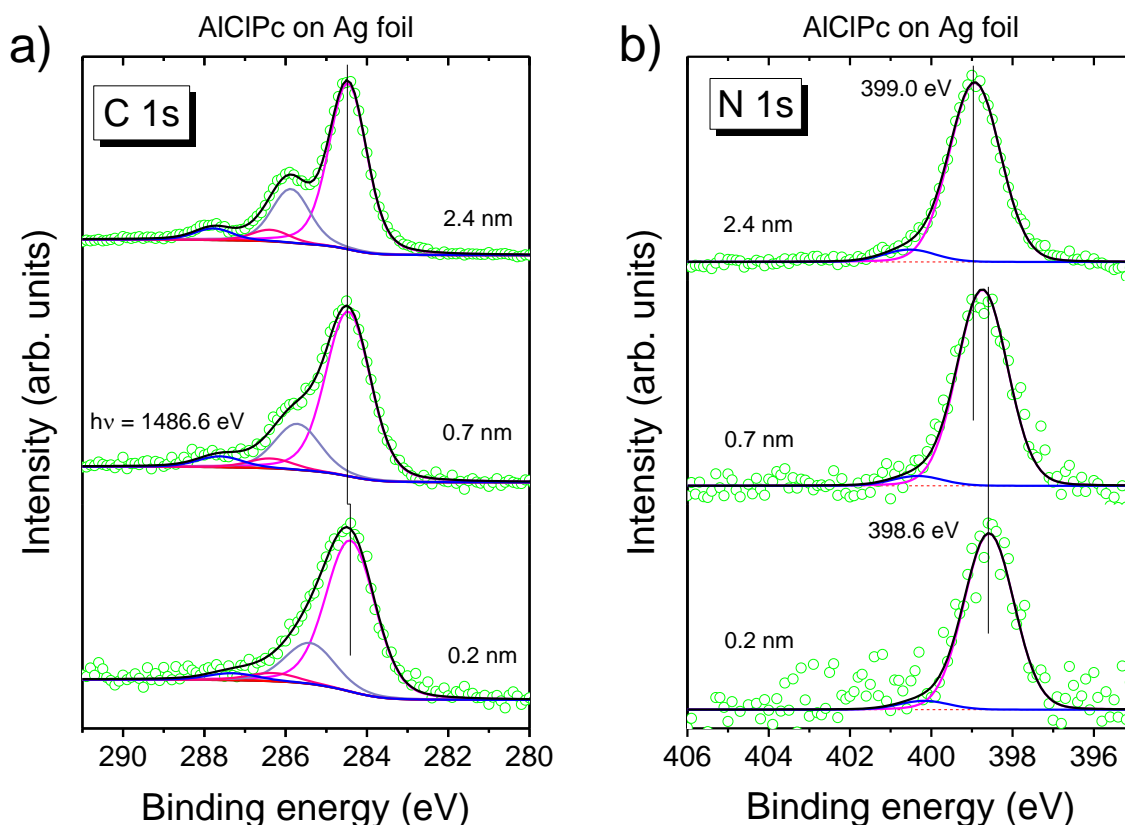 a)
AlClPc on Ag foil
C 1s
2.4 nm
hν = 1486.6 eV
0.7 nm
0.2 nm
Intensity (arb. units)
290 288 286 284 282 280
Binding energy (eV)
b)
AlClPc on Ag foil
N 1s
399.0 eV
2.4 nm
0.7 nm
398.6 eV
0.2 nm
Intensity (arb. units)
406 404 402 400 398 396
Binding energy (eV)